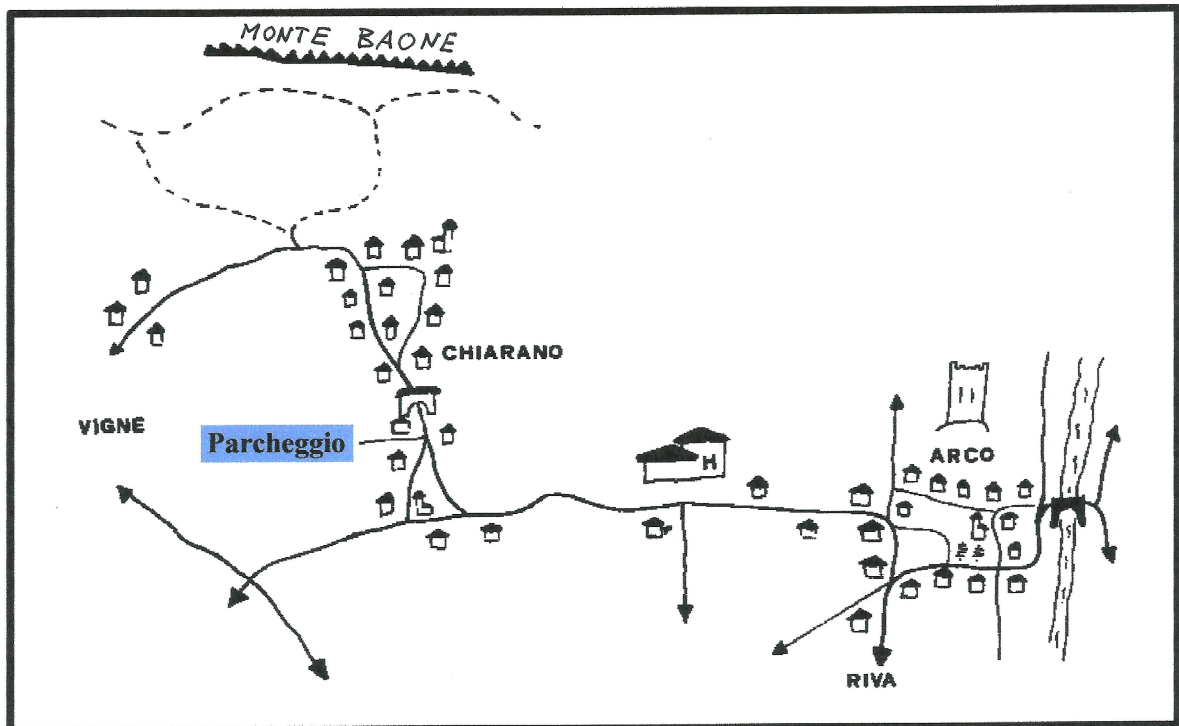 MONTE BAONE
CHIARANO
VIGNE
Parcheggio
H
ARCO
RIVA